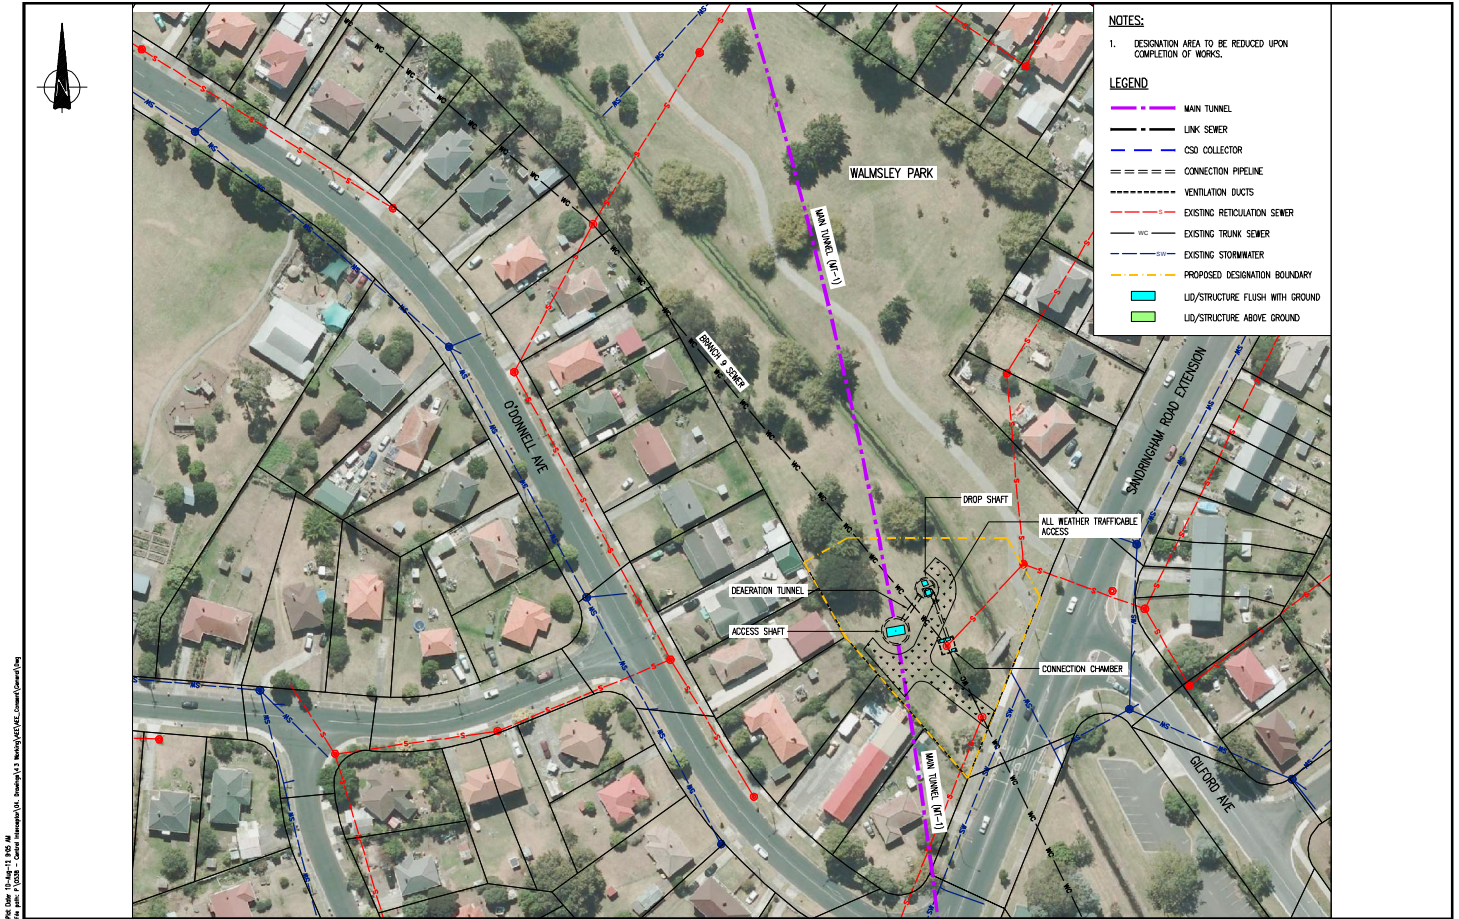 NOTES:
1. DESIGNATION AREA TO BE REDUCED UPON
COMPLETION OF WORKS.
LEGEND
MAIN TUNNEL
LINK SEWER
CSO COLLECTOR
CONNECTION PIPELINE
VENTILATION DUCTS
S EXISTING RETICULATION SEWER
WC EXISTING TRUNK SEWER
SW EXISTING STORMWATER
PROPOSED DESIGNATION BOUNDARY
LID/STRUCTURE FLUSH WITH GROUND
LID/STRUCTURE ABOVE GROUND
N
WALMSLEY PARK
MAIN TUNNEL (MT-1)
BRANCH 9 SEWER
O'DONNELL AVE
SANDRINGHAM ROAD EXTENSION
DROP SHAFT
ALL WEATHER TRAFFICABLE
ACCESS
DEAERATION TUNNEL
ACCESS SHAFT
CONNECTION CHAMBER
MAIN TUNNEL (MT-1)
GILFORD AVE